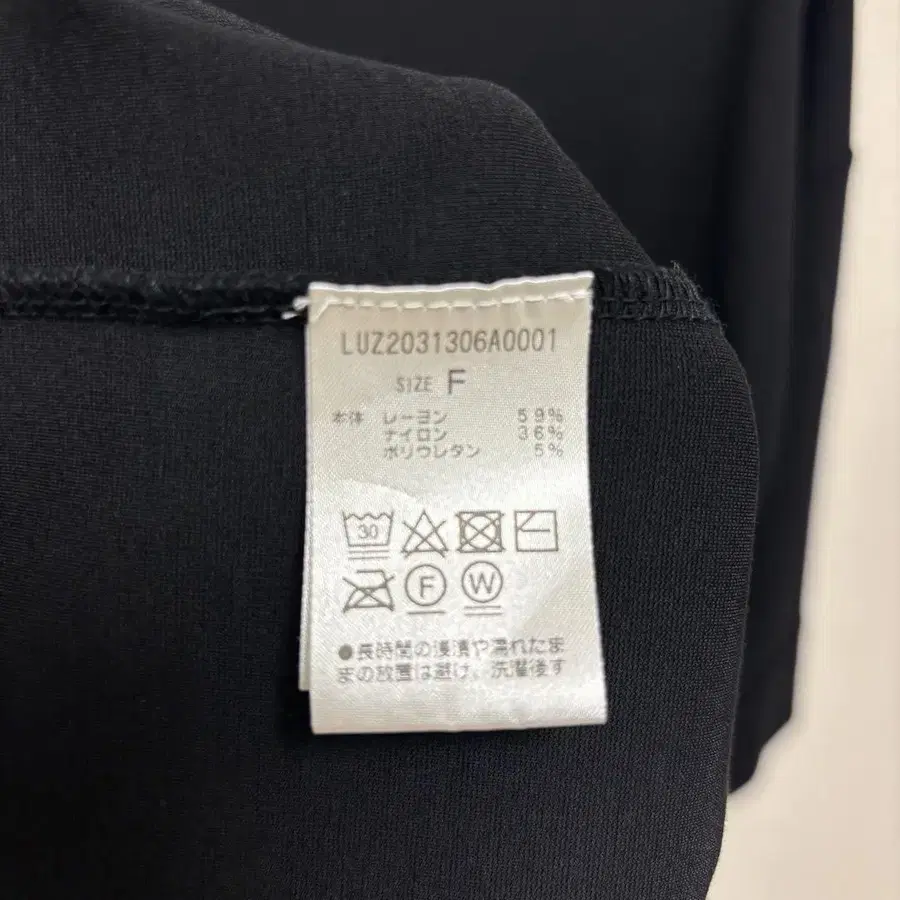 LUZ2031306A0001
SIZE F
本体 レーヨン 59%
ナイロン 36%
ポリウレタン 5%
30
F
W
●長時間の浸漬や濡れたま
まの放置は避け、洗濯後す